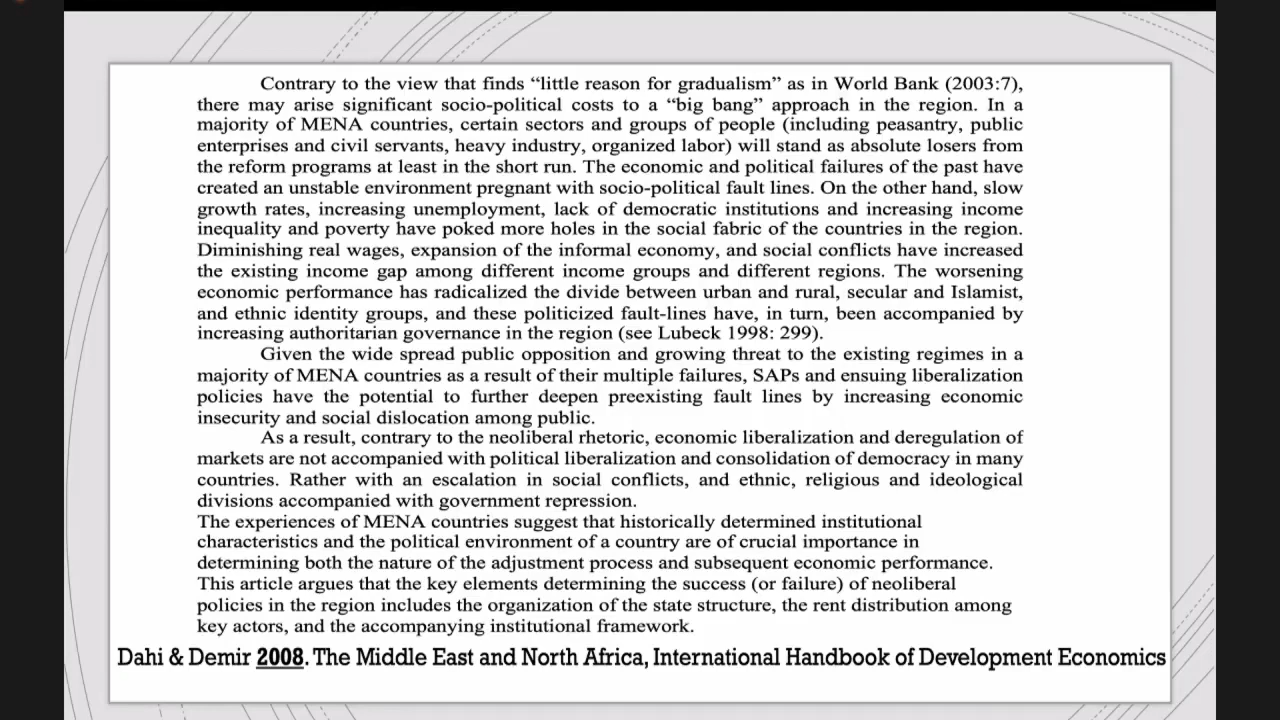 Contrary to the view that finds “little reason for gradualism” as in World Bank (2003:7),
there may arise significant socio-political costs to a “big bang” approach in the region. In a
majority of MENA countries, certain sectors and groups of people (including peasantry, public
enterprises and civil servants, heavy industry, organized labor) will stand as absolute losers from
the reform programs at least in the short run. The economic and political failures of the past have
created an unstable environment pregnant with socio-political fault lines. On the other hand, slow
growth rates, increasing unemployment, lack of democratic institutions and increasing income
inequality and poverty have poked more holes in the social fabric of the countries in the region.
Diminishing real wages, expansion of the informal economy, and social conflicts have increased
the existing income gap among different income groups and different regions. The worsening
economic performance has radicalized the divide between urban and rural, secular and Islamist,
and ethnic identity groups, and these politicized fault-lines have, in turn, been accompanied by
increasing authoritarian governance in the region (see Lubeck 1998: 299).
Given the wide spread public opposition and growing threat to the existing regimes in a
majority of MENA countries as a result of their multiple failures, SAPs and ensuing liberalization
policies have the potential to further deepen preexisting fault lines by increasing economic
insecurity and social dislocation among public.
As a result, contrary to the neoliberal rhetoric, economic liberalization and deregulation of
markets are not accompanied with political liberalization and consolidation of democracy in many
countries. Rather with an escalation in social conflicts, and ethnic, religious and ideological
divisions accompanied with government repression.
The experiences of MENA countries suggest that historically determined institutional
characteristics and the political environment of a country are of crucial importance in
determining both the nature of the adjustment process and subsequent economic performance.
This article argues that the key elements determining the success (or failure) of neoliberal
policies in the region includes the organization of the state structure, the rent distribution among
key actors, and the accompanying institutional framework.
Dahi & Demir 2008. The Middle East and North Africa, International Handbook of Development Economics